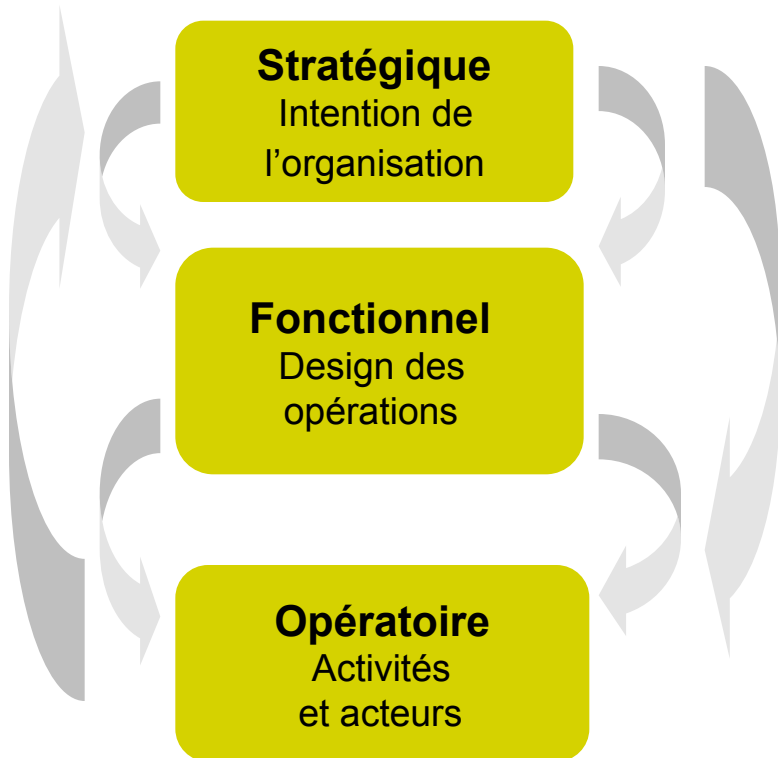 Stratégique
Intention de
l’organisation
Fonctionnel
Design des
opérations
Opératoire
Activités
et acteurs